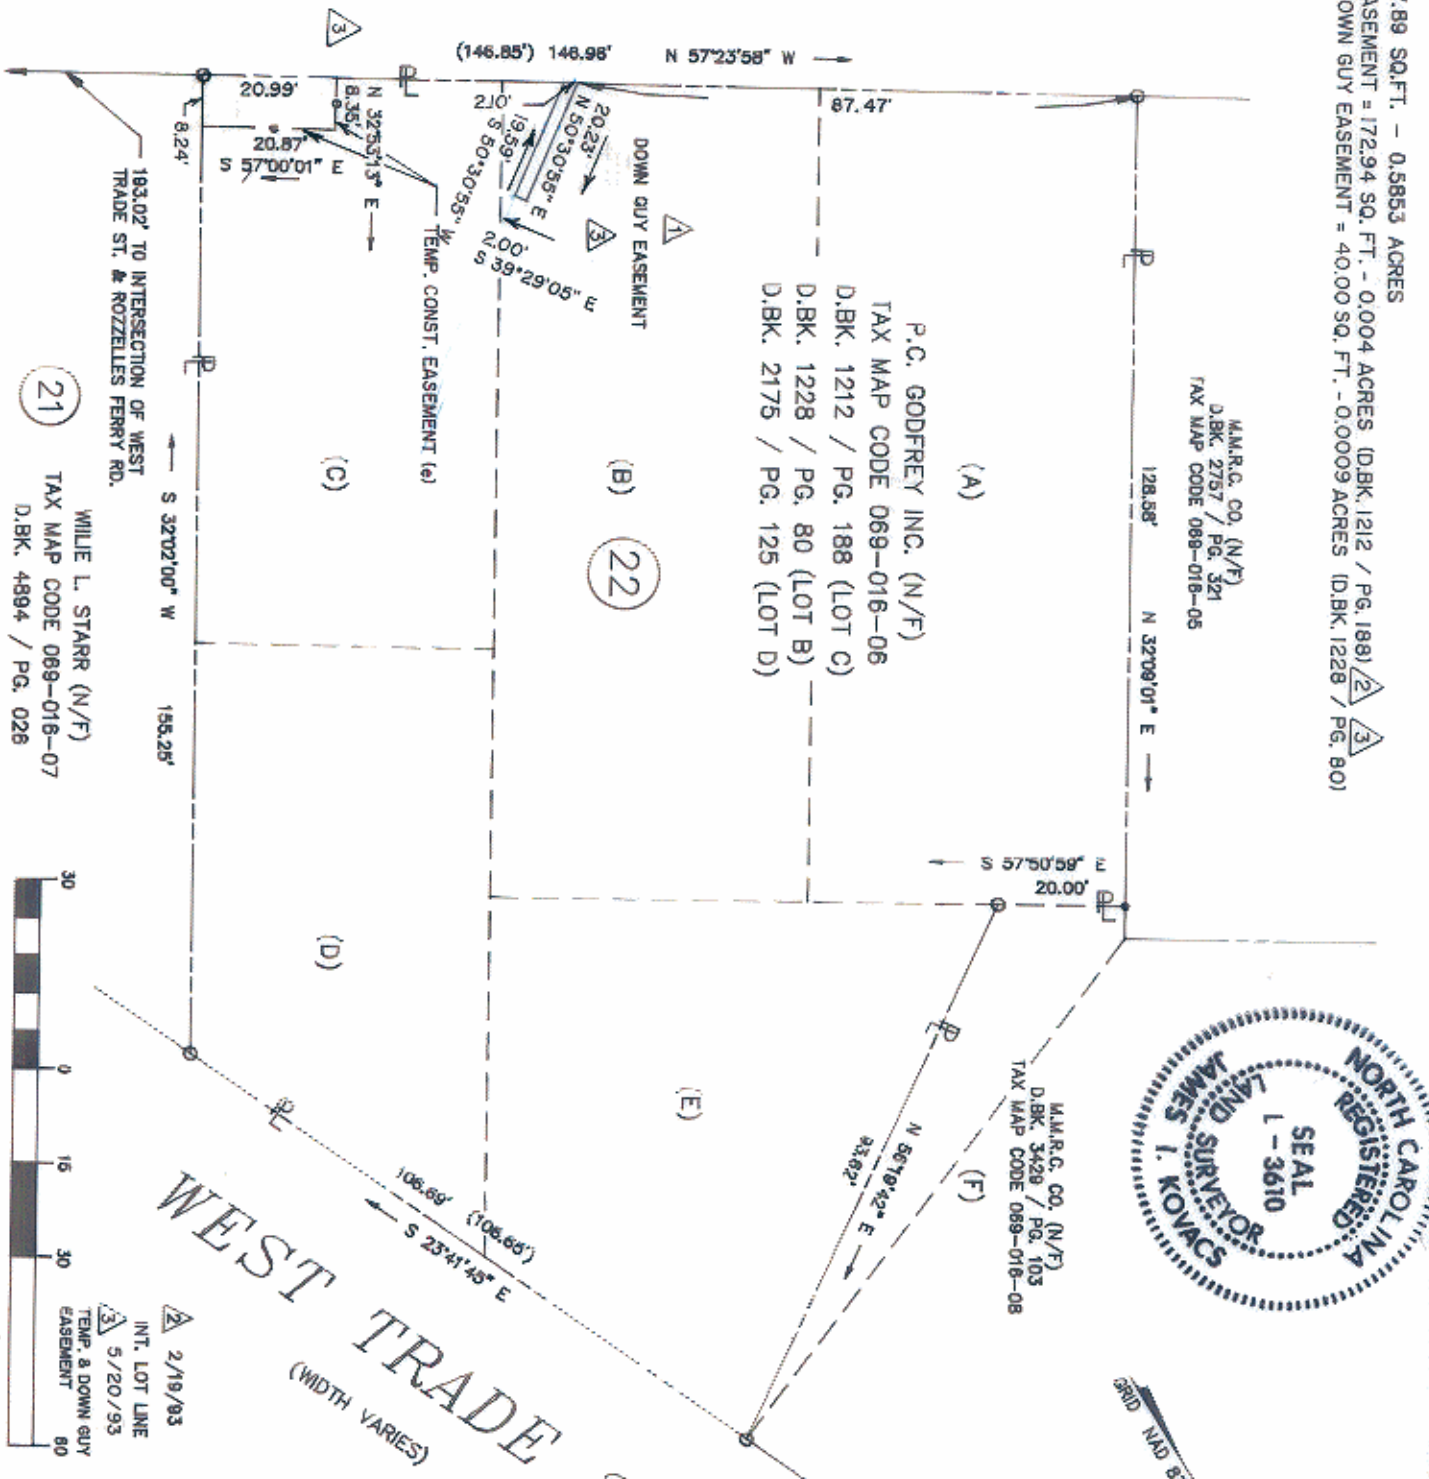 7.89 SQ.FT. - 0.5853 ACRES
ASEMENT = 172.94 SQ. FT. - 0.004 ACRES (D.BK. 1212 / PG. 188) 2 3
OWN GUY EASEMENT = 40.00 SQ. FT. - 0.0009 ACRES (D.BK. 1228 / PG. 80)
M.M.R.C. CO. (N/F)
D.BK. 2757 / PG. 321
TAX MAP CODE 069-016-05
128.58'
N 32°09'01" E
S 57°50'59" E
20.00'
NORTH CAROLINA
REGISTERED
SEAL
L-3610
LAND SURVEYOR
JAMES I. KOVACS
GRID NAD 8
M.M.R.C. CO. (N/F)
D.BK. 3429 / PG. 103
TAX MAP CODE 069-016-08
N 56°19'42" E
93.62'
(A)
(F)
P.C. GODFREY INC. (N/F)
TAX MAP CODE 069-016-06
D.BK. 1212 / PG. 188 (LOT C)
D.BK. 1228 / PG. 80 (LOT B)
D.BK. 2175 / PG. 125 (LOT D)
N 57°23'58" W
(146.85') 146.98'
87.47'
1
DOWN GUY EASEMENT
3
20.23'
N 50°30'55" E
2.10'
19.59'
S 50°30'55" W
2.00'
S 39°29'05" E
(B)
22
(E)
3
N 32°53'13" E
8.35'
20.99'
20.87'
S 57°00'01" E
8.24'
TEMP. CONST. EASEMENT (e)
(C)
(D)
106.69'
(106.65')
S 23°41'45" E
183.02' TO INTERSECTION OF WEST
TRADE ST. & ROZZELLES FERRY RD.
S 32°02'00" W
155.25'
21
WILIE L. STARR (N/F)
TAX MAP CODE 069-016-07
D.BK. 4894 / PG. 026
WEST TRADE
(WIDTH VARIES)
30 0 15 30 60
2 2/19/93
INT. LOT LINE
3 5/20/93
TEMP. & DOWN GUY
EASEMENT